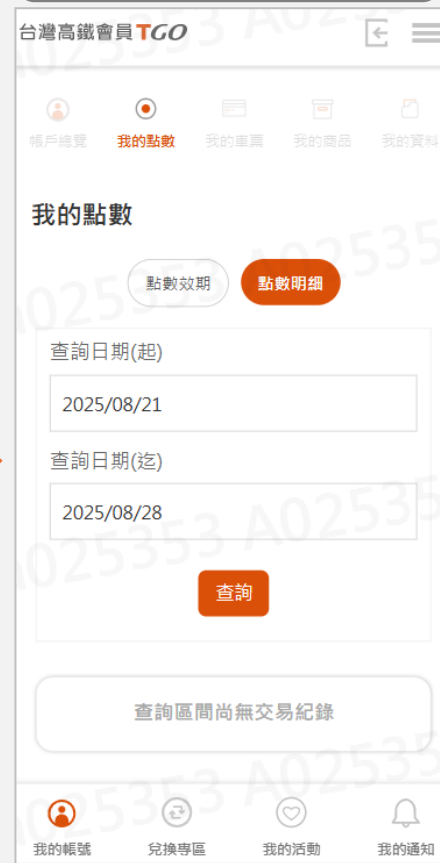 台灣高鐵會員 TGO
帳戶總覽 我的點數 我的車票 我的商品 我的資料
我的點數
點數效期 點數明細
查詢日期(起)
2025/08/21
查詢日期(迄)
2025/08/28
查詢
查詢區間尚無交易紀錄
我的帳號 兌換專區 我的活動 我的通知
A025353